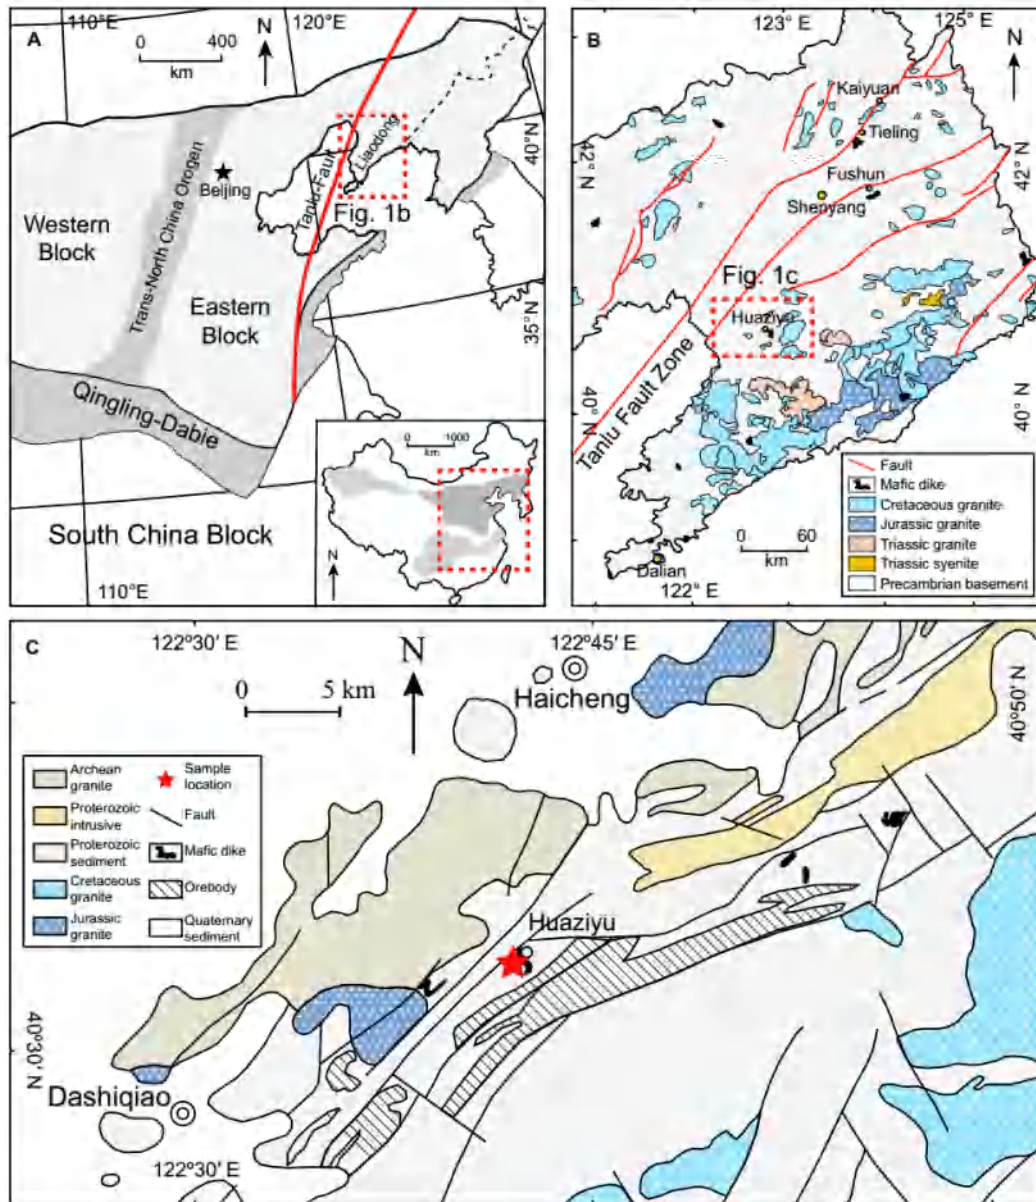 A
110°E
120°E
0 400
km
N
40°N
35°N
Beijing
Trans-North China Orogen
Western
Block
Eastern
Block
Tanlu-Fault
Liaodong
Fig. 1b
Qingling-Dabie
South China Block
110°E
0 1000
km
N
B
123° E
125° E
N
Kaiyuan
Tieling
42° N
42° N
Fushun
Shenyang
Fig. 1c
Huaziyu
Tanlu Fault Zone
40° N
40° N
0 60
km
Dalian
122° E
Fault
Mafic dike
Cretaceous granite
Jurassic granite
Triassic granite
Triassic syenite
Precambrian basement
C
122°30′ E
122°45′ E
N
0 5 km
Haicheng
40°50′ N
Archean
granite
Sample
location
Proterozoic
intrusive
Fault
Proterozoic
sediment
Mafic dike
Cretaceous
granite
Orebody
Jurassic
granite
Quaternary
sediment
Huaziyu
40°30′ N
Dashiqiao
122°30′ E